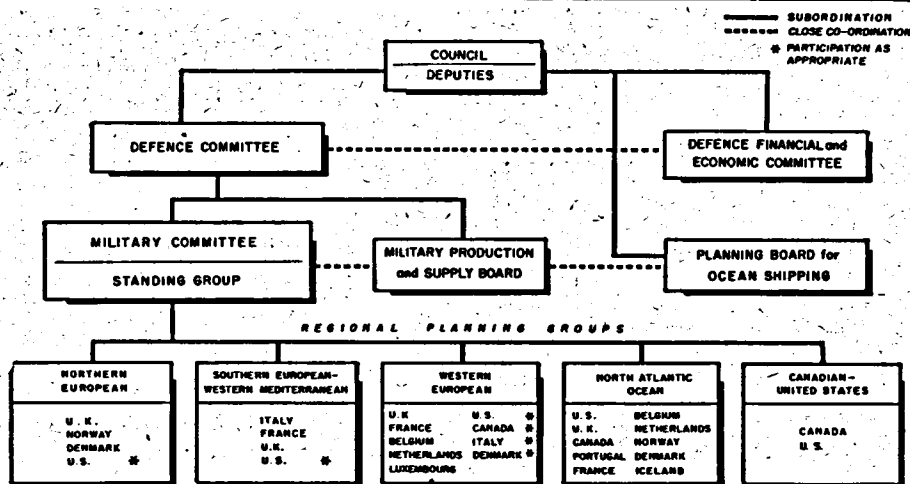 SUBORDINATION
CLOSE CO-ORDINATION
* PARTICIPATION AS
APPROPRIATE
COUNCIL
DEPUTIES
DEFENCE COMMITTEE
DEFENCE FINANCIAL and
ECONOMIC COMMITTEE
MILITARY COMMITTEE
STANDING GROUP
MILITARY PRODUCTION
and SUPPLY BOARD
PLANNING BOARD for
OCEAN SHIPPING
REGIONAL PLANNING GROUPS
NORTHERN
EUROPEAN
U.K.
NORWAY
DENMARK
U.S. *
SOUTHERN EUROPEAN-
WESTERN MEDITERRANEAN
ITALY
FRANCE
U.K.
U.S. *
WESTERN
EUROPEAN
U.K U.S. *
FRANCE CANADA *
BELGIUM ITALY *
NETHERLANDS DENMARK *
LUXEMBOURG
NORTH ATLANTIC
OCEAN
U.S. BELGIUM
U.K. NETHERLANDS
CANADA NORWAY
PORTUGAL DENMARK
FRANCE ICELAND
CANADIAN-
UNITED STATES
CANADA
U.S.